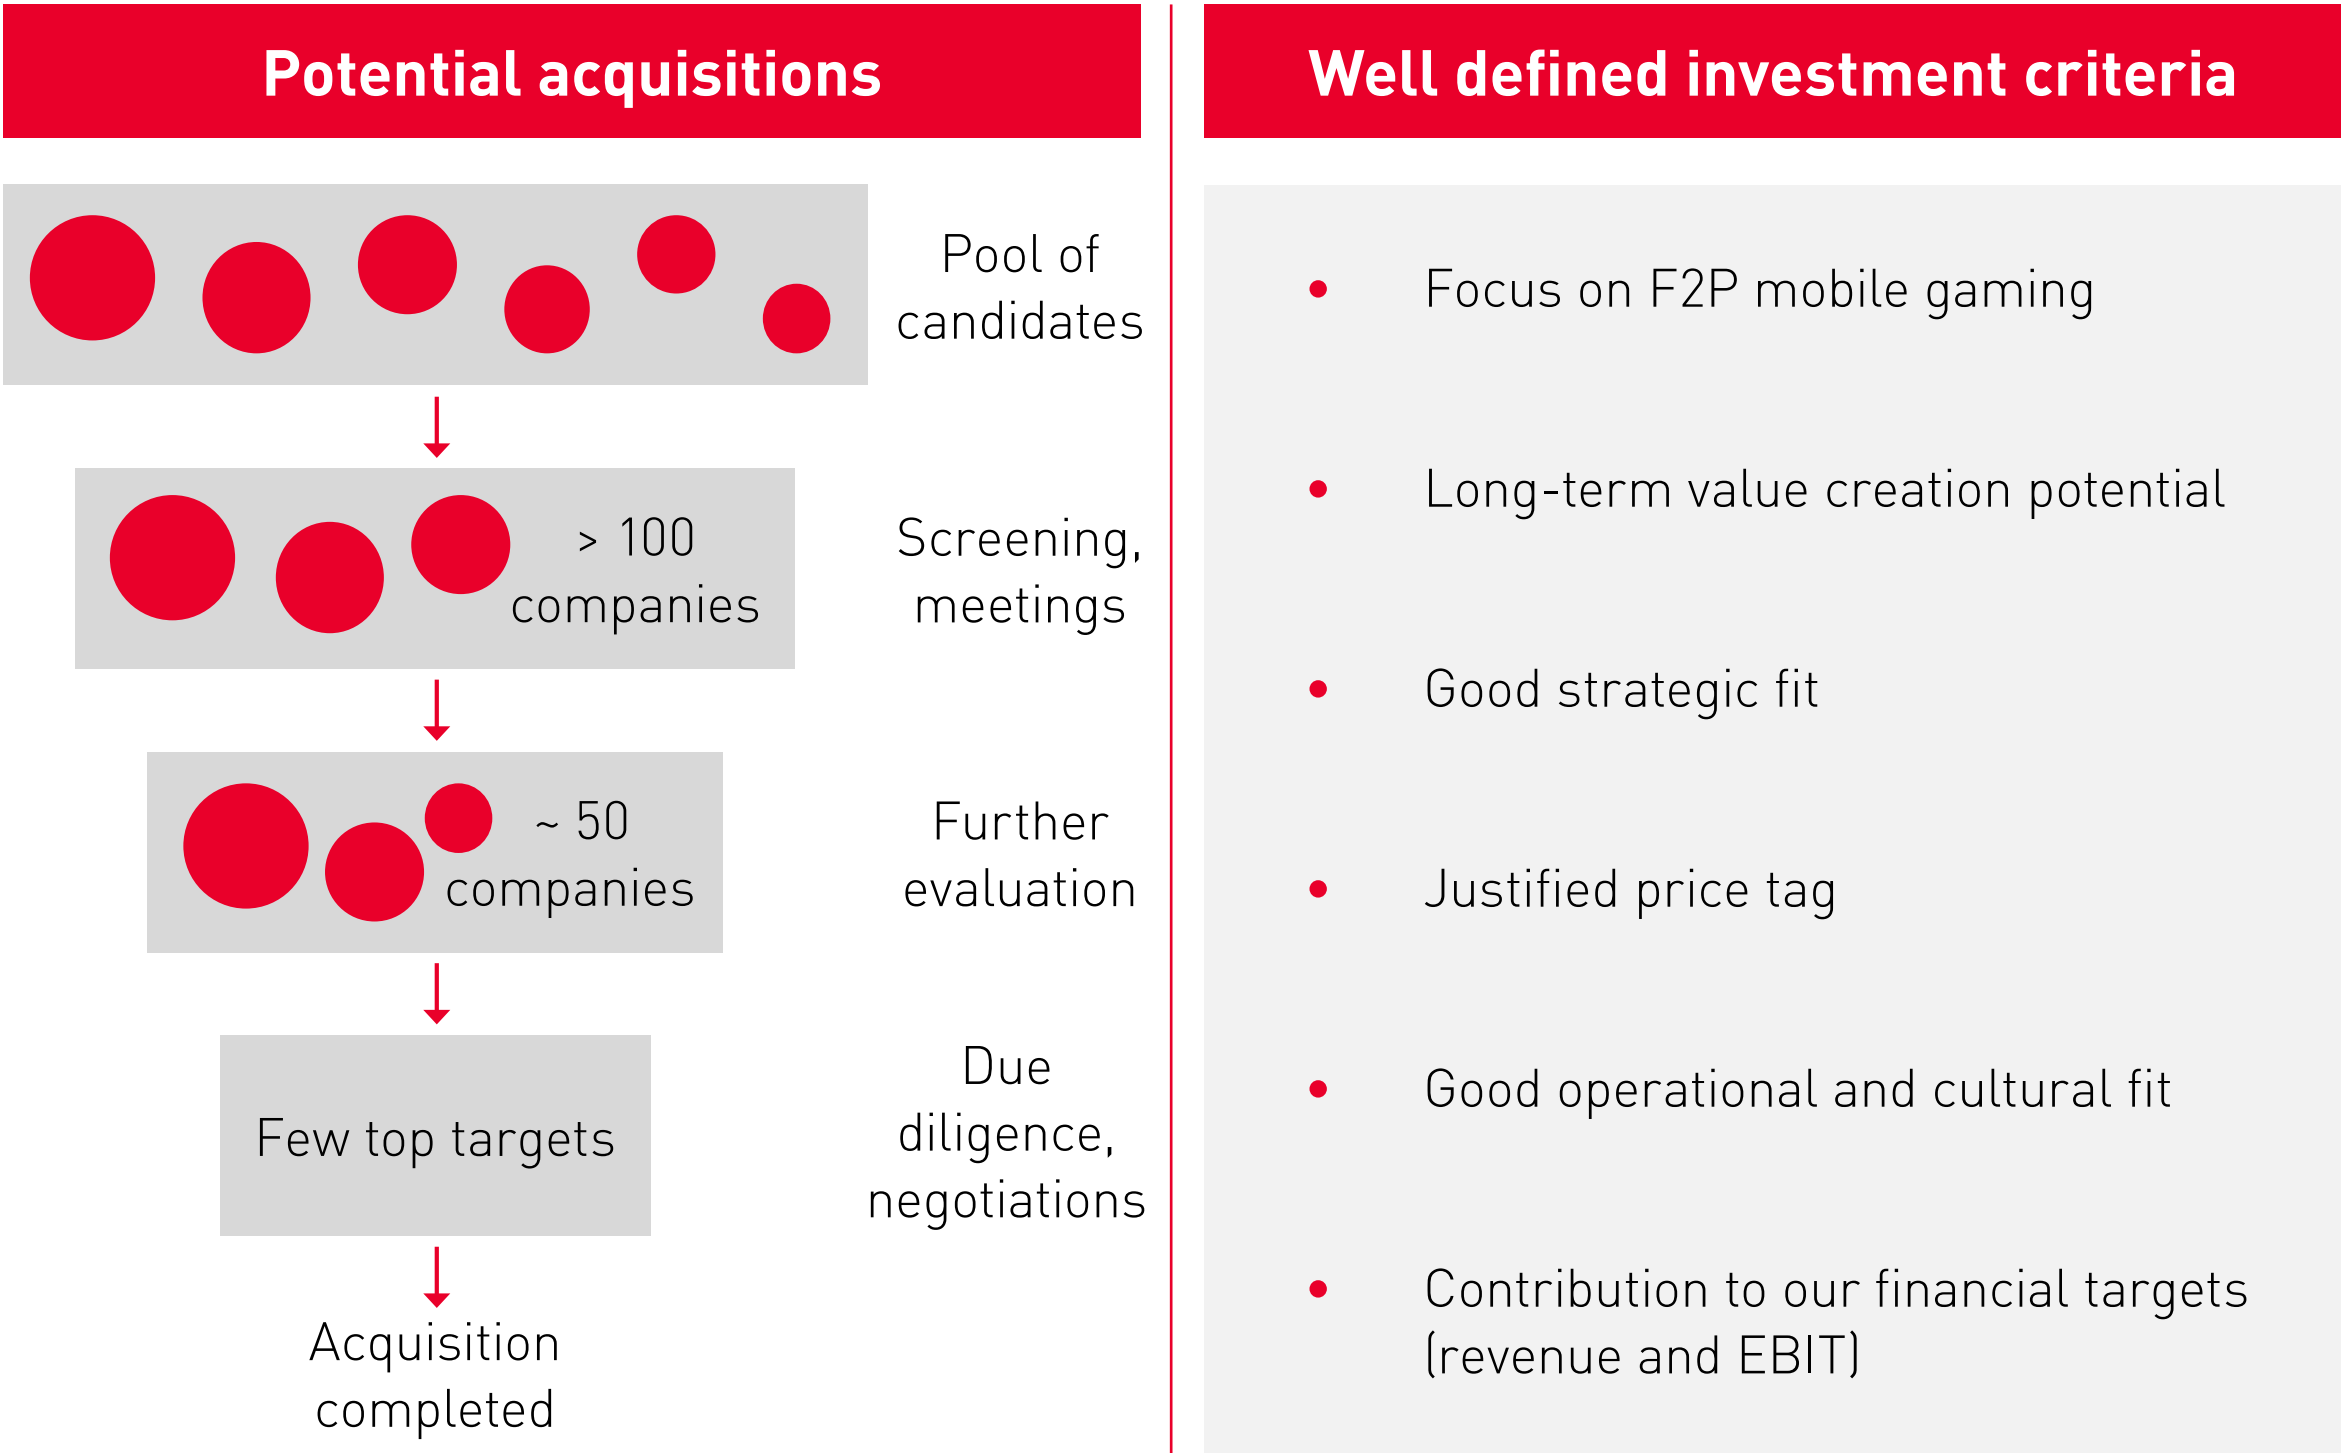 Potential acquisitions
Pool of
candidates
> 100
companies
Screening,
meetings
~ 50
companies
Further
evaluation
Few top targets
Due
diligence,
negotiations
Acquisition
completed
Well defined investment criteria
• Focus on F2P mobile gaming
• Long-term value creation potential
• Good strategic fit
• Justified price tag
• Good operational and cultural fit
• Contribution to our financial targets
(revenue and EBIT)